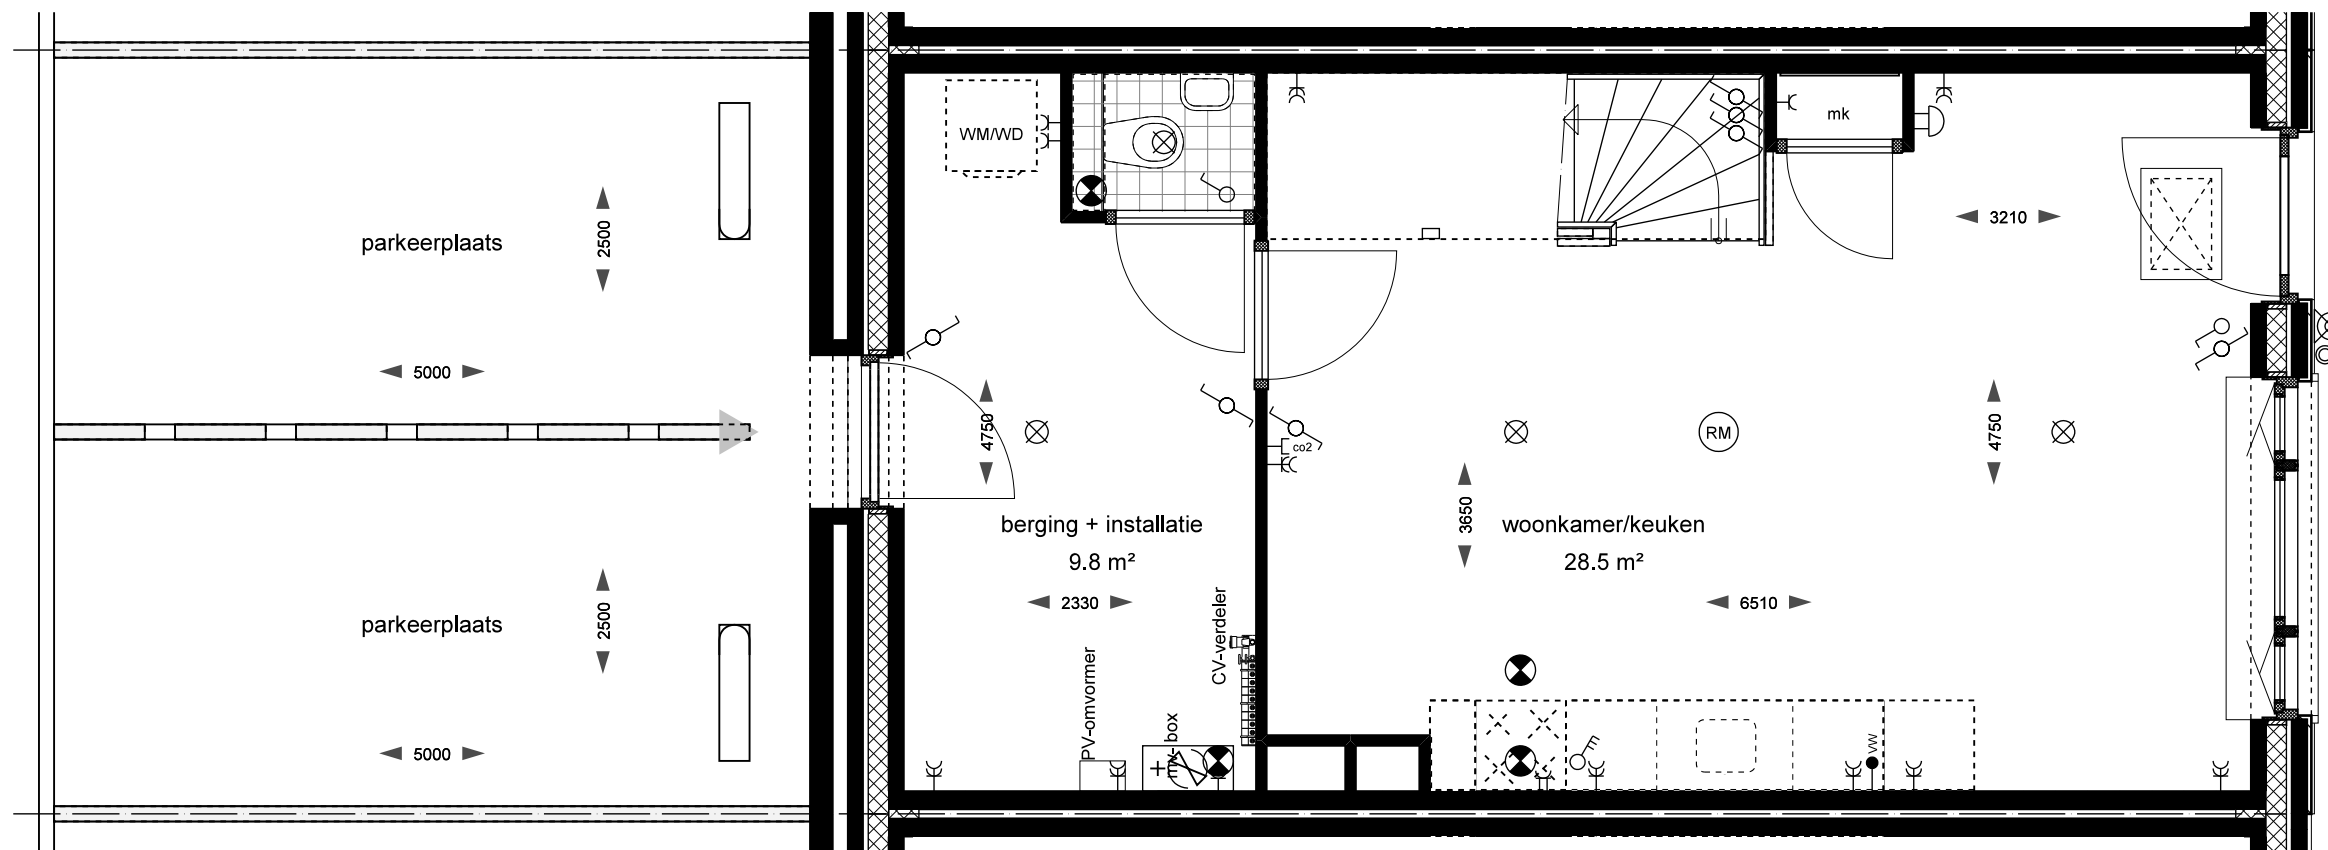 WM/WD
mk
parkeerplaats
2500
3210
5000
4750
co2
RM
4750
3650
berging + installatie
9.8 m²
woonkamer/keuken
28.5 m²
2330
6510
parkeerplaats
2500
5000
CV-verdeler
PV-omvormer
mv-box
VW